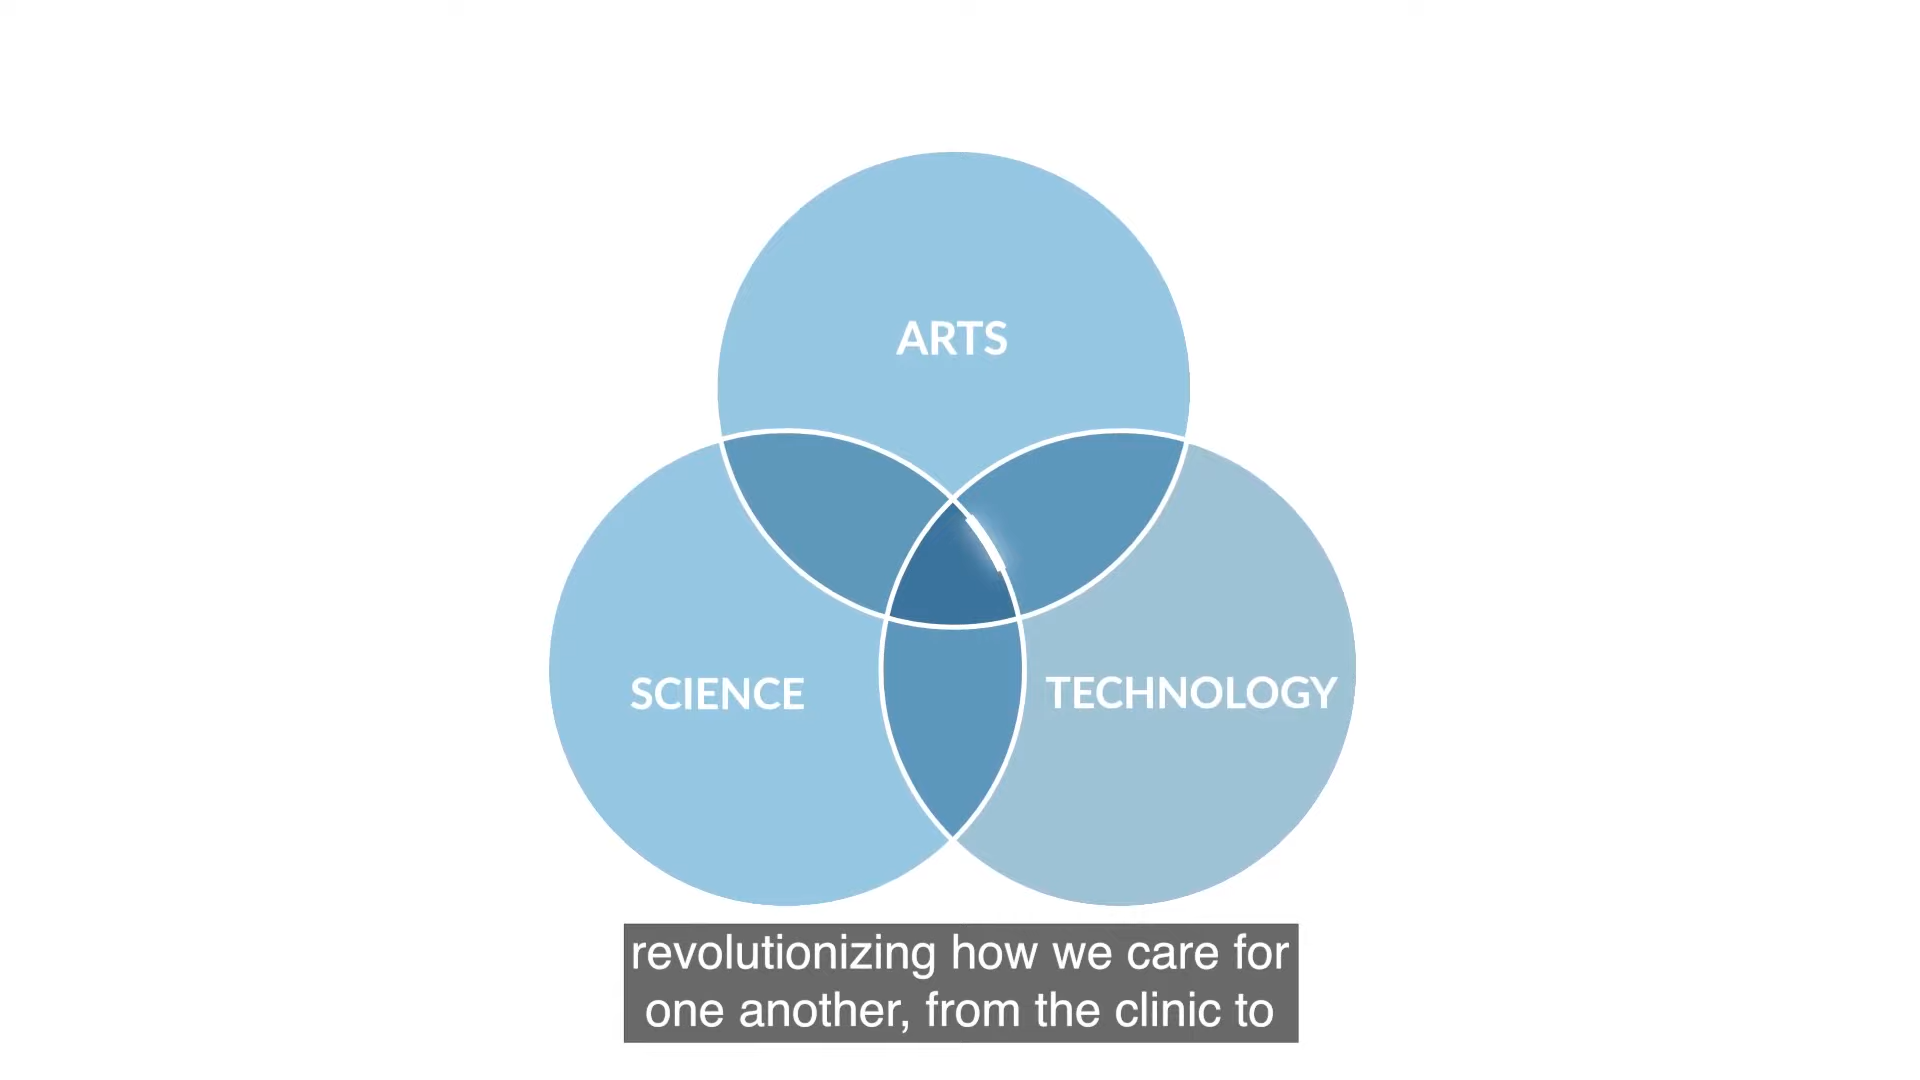 ARTS
SCIENCE
TECHNOLOGY
revolutionizing how we care for
one another, from the clinic to